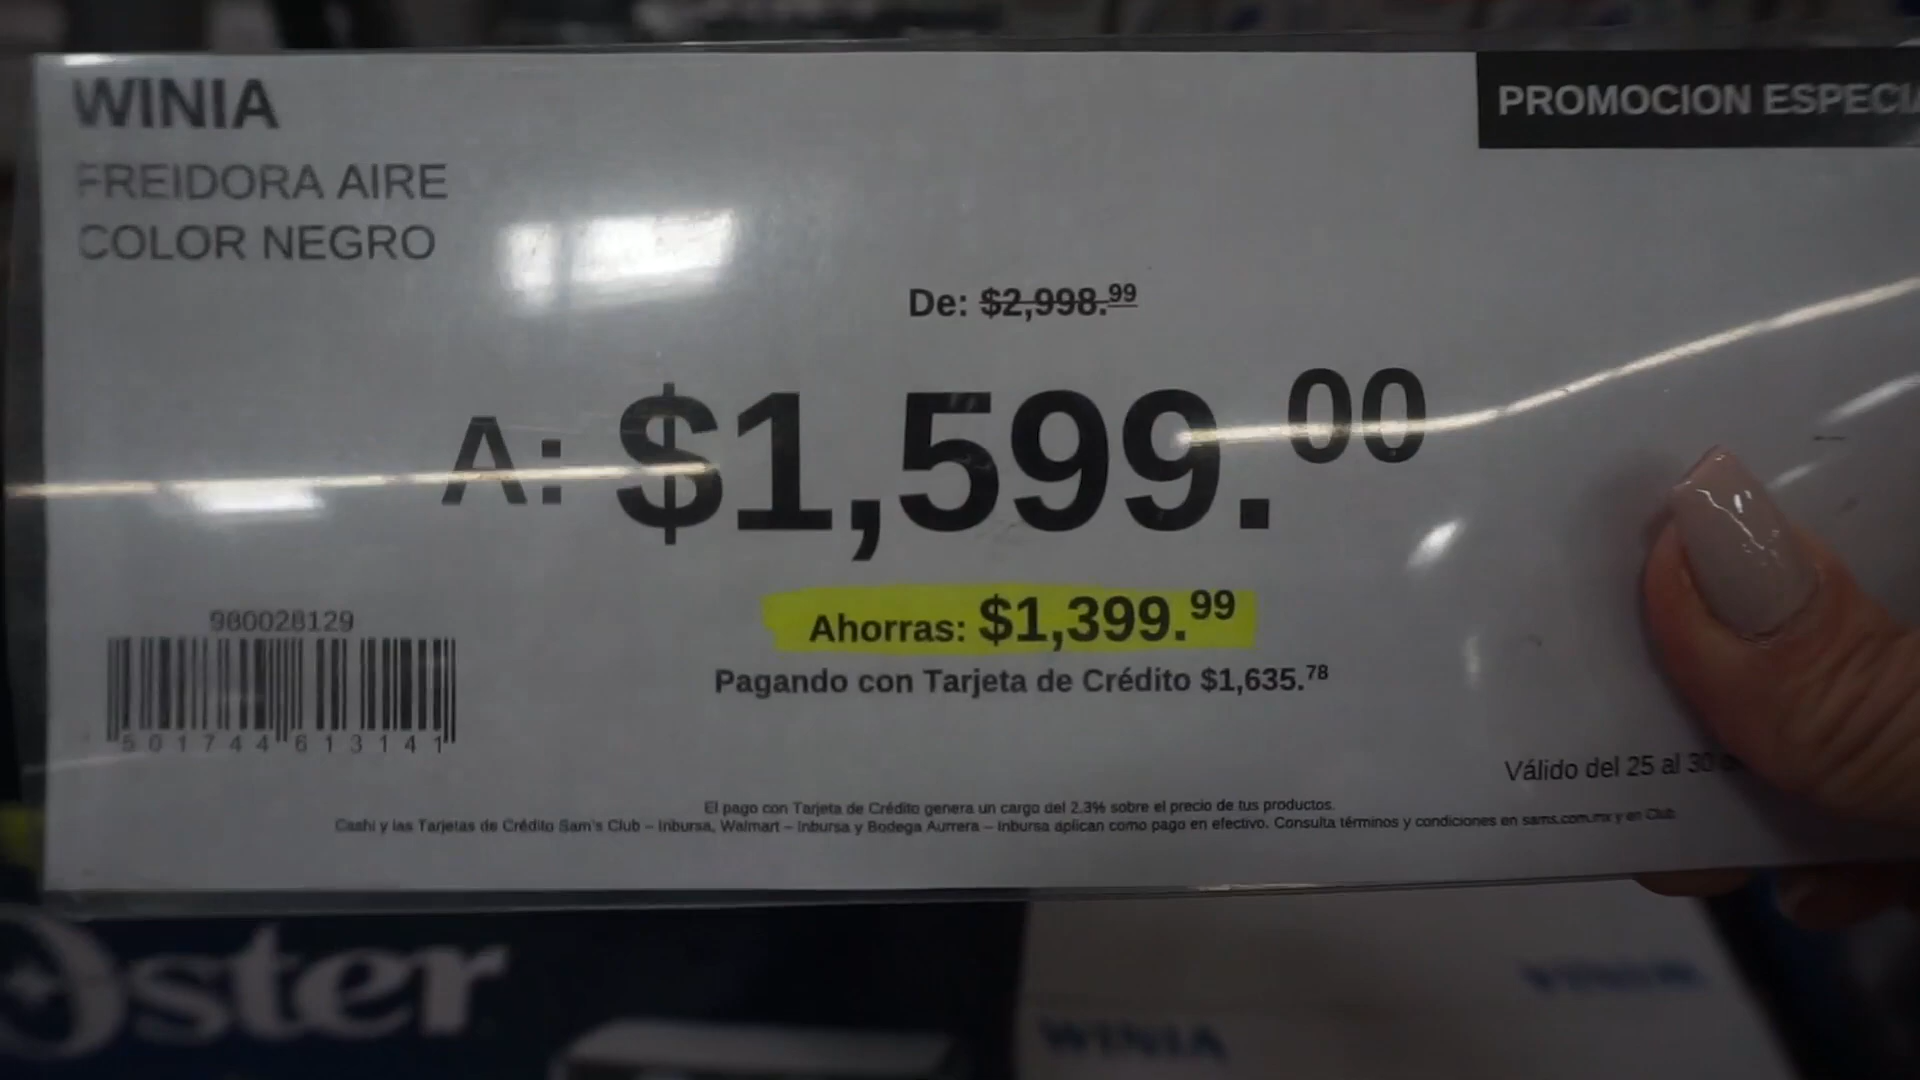 WINIA
FREIDORA AIRE
COLOR NEGRO
PROMOCION ESPECIA
De: $2,998.99
A: $1,599.00
Ahorras: $1,399.99
Pagando con Tarjeta de Crédito $1,635.78
980028129
501744613141
Válido del 25 al 30
El pago con Tarjeta de Crédito genera un cargo del 2.3% sobre el precio de tus productos.
Cashi y las Tarjetas de Crédito Sam's Club – Inbursa, Walmart – Inbursa y Bodega Aurrera – Inbursa aplican como pago en efectivo. Consulta términos y condiciones en sams.com.mx y en Club
Oster
WINIA
WINIA